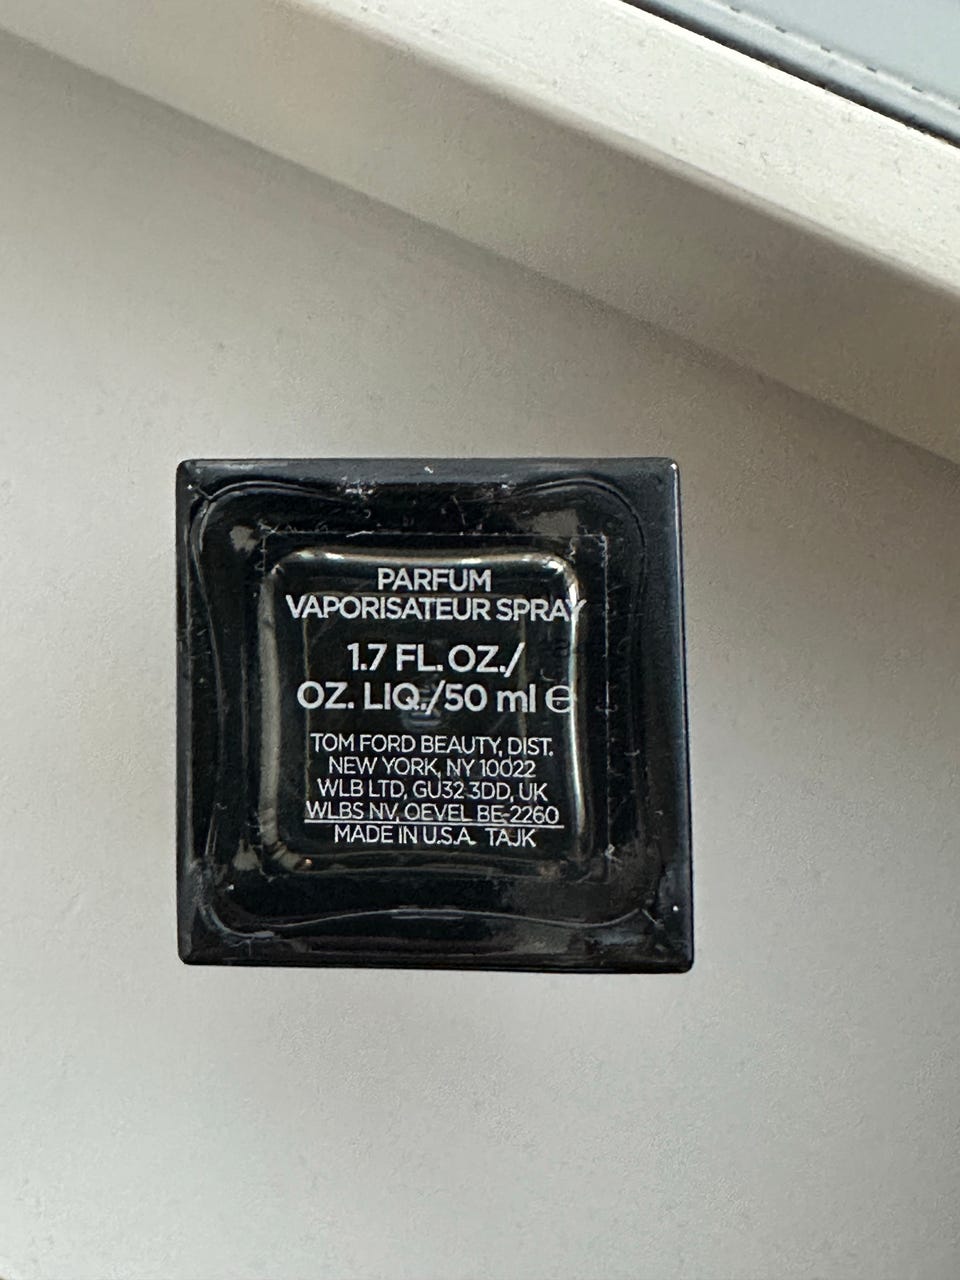 PARFUM
VAPORISATEUR SPRAY
1.7 FL. OZ./
OZ. LIQ./50 ml ℮
TOM FORD BEAUTY, DIST.
NEW YORK, NY 10022
WLB LTD, GU32 3DD, UK
WLBS NV, OEVEL BE-2260
MADE IN U.S.A. TAJK